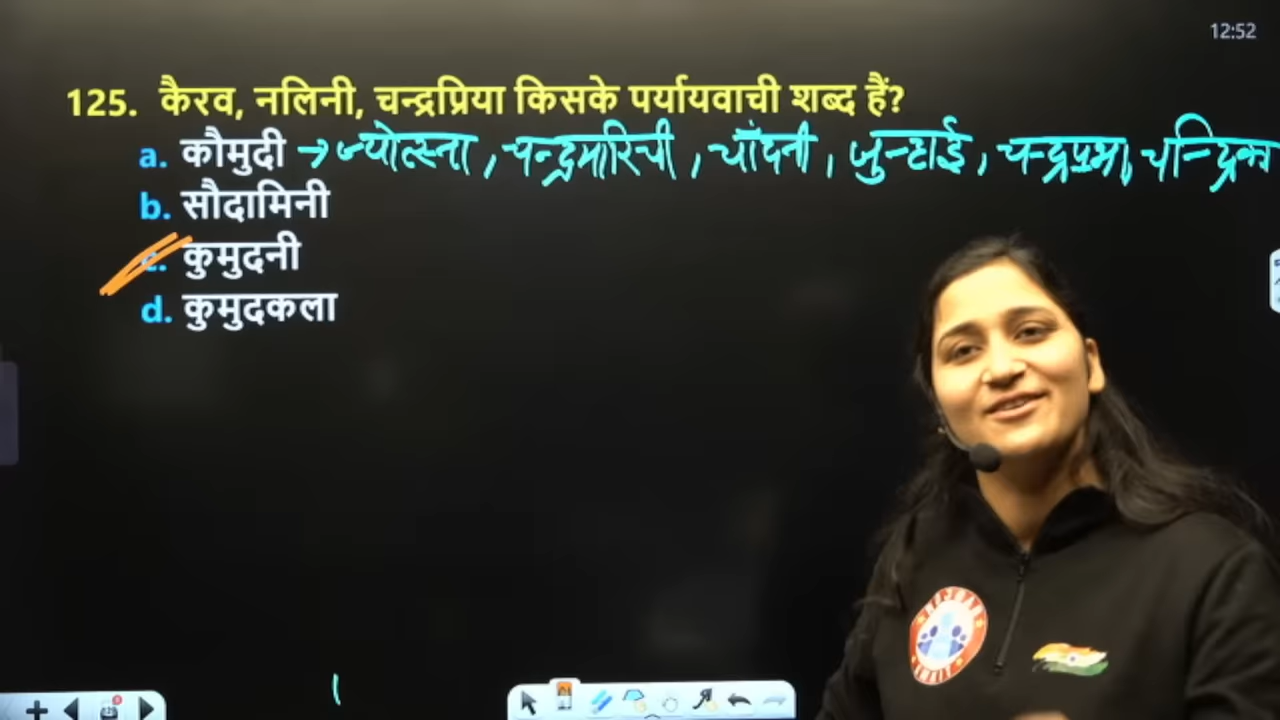 12:52
125. कैरव, नलिनी, चन्द्रप्रिया किसके पर्यायवाची शब्द हैं?
a. कौमुदी → ज्योत्स्ना, चन्द्रमरिची, चाँदनी, जुन्हाई, चन्द्रप्रभा, चन्द्रिका
b. सौदामिनी
c. कुमुदनी
d. कुमुदकला